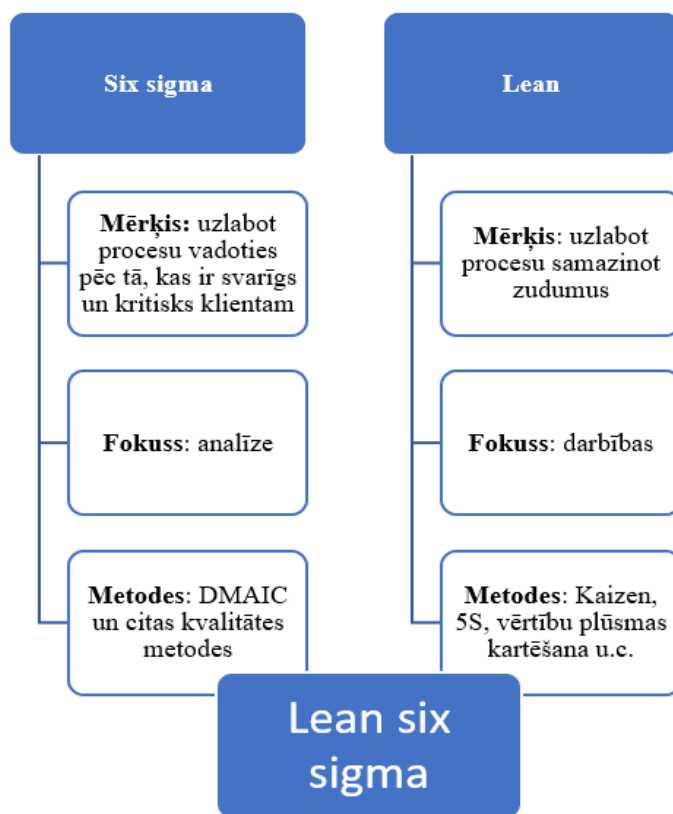 Six sigma
Mērķis: uzlabot
procesu vadoties
pēc tā, kas ir svarīgs
un kritisks klientam
Fokuss: analīze
Metodes: DMAIC
un citas kvalitātes
metodes
Lean
Mērķis: uzlabot
procesu samazinot
zudumus
Fokuss: darbības
Metodes: Kaizen,
5S, vērtību plūsmas
kartēšana u.c.
Lean six
sigma